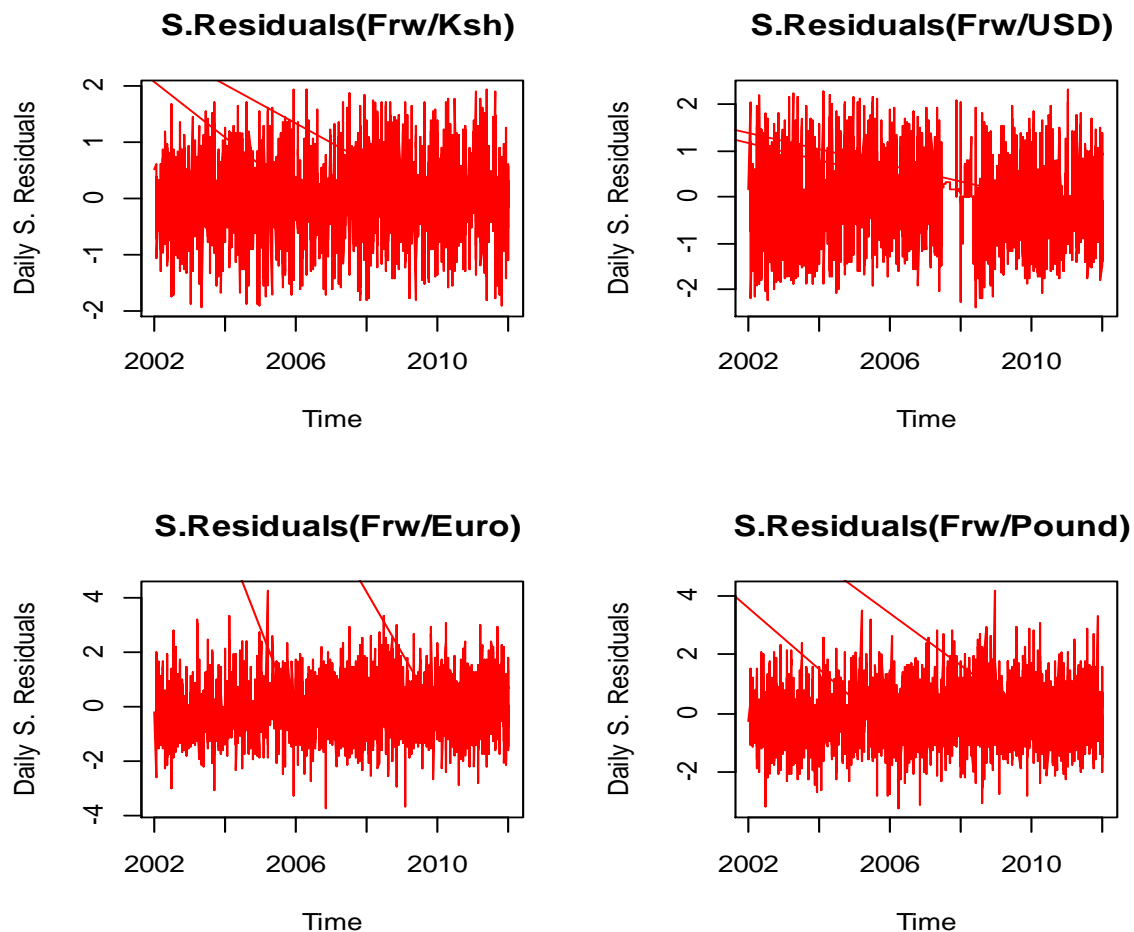 S.Residuals(Frw/Ksh)
Daily S. Residuals
2
1
0
-1
-2
2002
2006
2010
Time
S.Residuals(Frw/USD)
Daily S. Residuals
2
1
0
-1
-2
2002
2006
2010
Time
S.Residuals(Frw/Euro)
Daily S. Residuals
4
2
0
-2
-4
2002
2006
2010
Time
S.Residuals(Frw/Pound)
Daily S. Residuals
4
2
0
-2
2002
2006
2010
Time